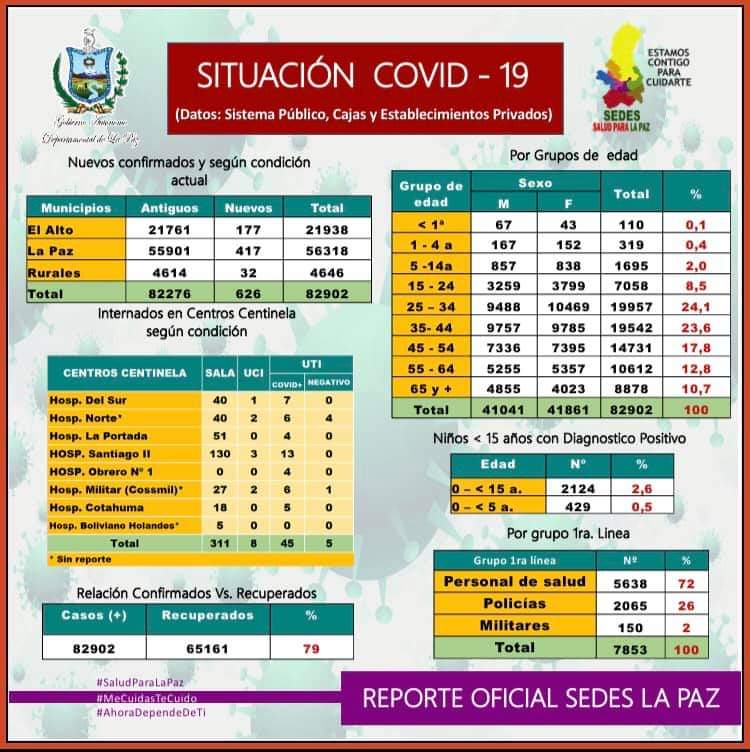 Gobierno Autónomo
Departamental de La Paz
SITUACIÓN COVID - 19
(Datos: Sistema Público, Cajas y Establecimientos Privados)
ESTAMOS
CONTIGO
PARA
CUIDARTE
SEDES
SALUD PARA LA PAZ
Nuevos confirmados y según condición
actual
Municipios Antiguos Nuevos Total
El Alto 21761 177 21938
La Paz 55901 417 56318
Rurales 4614 32 4646
Total 82276 626 82902
Internados en Centros Centinela
según condición
CENTROS CENTINELA SALA UCI UTI
COVID+ NEGATIVO
Hosp. Del Sur 40 1 7 0
Hosp. Norte* 40 2 6 4
Hosp. La Portada 51 0 4 0
HOSP. Santiago II 130 3 13 0
HOSP. Obrero N° 1 0 0 4 0
Hosp. Militar (Cossmil)* 27 2 6 1
Hosp. Cotahuma 18 0 5 0
Hosp. Boliviano Holandes* 5 0 0 0
Total 311 8 45 5
* Sin reporte
Relación Confirmados Vs. Recuperados
Casos (+) Recuperados %
82902 65161 79
Por Grupos de edad
Grupo de edad Sexo Total %
M F
< 1ª 67 43 110 0,1
1 - 4 a 167 152 319 0,4
5 -14a 857 838 1695 2,0
15 - 24 3259 3799 7058 8,5
25 – 34 9488 10469 19957 24,1
35- 44 9757 9785 19542 23,6
45 - 54 7336 7395 14731 17,8
55 - 64 5255 5357 10612 12,8
65 y + 4855 4023 8878 10,7
Total 41041 41861 82902 100
Niños < 15 años con Diagnostico Positivo
Edad N° %
0 – < 15 a. 2124 2,6
0 – < 5 a. 429 0,5
Por grupo 1ra. Linea
Grupo 1ra línea Nº %
Personal de salud 5638 72
Policías 2065 26
Militares 150 2
Total 7853 100
#SaludParaLaPaz
#MeCuidasTeCuido
#AhoraDependeDeTi
REPORTE OFICIAL SEDES LA PAZ